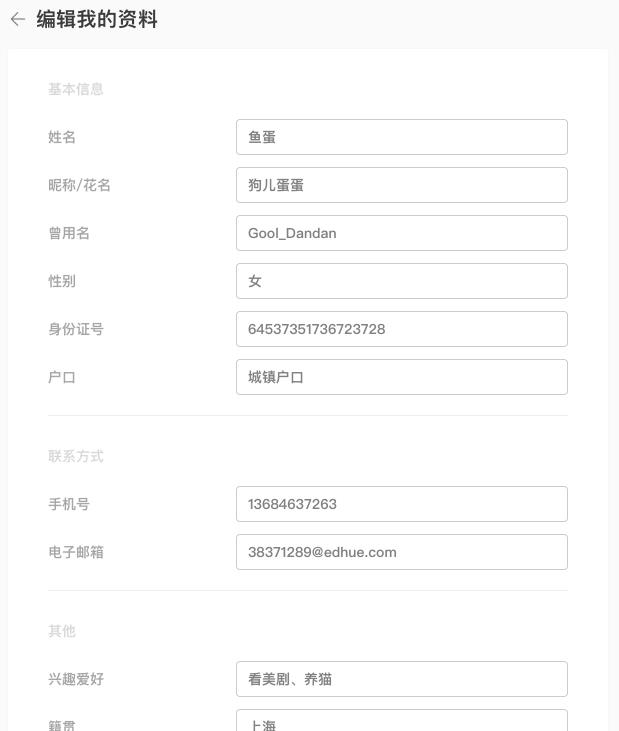 编辑我的资料
基本信息
姓名 鱼蛋
昵称/花名 狗儿蛋蛋
曾用名 Gool_Dandan
性别 女
身份证号 64537351736723728
户口 城镇户口
联系方式
手机号 13684637263
电子邮箱 38371289@edhue.com
其他
兴趣爱好 看美剧、养猫
籍贯 上海